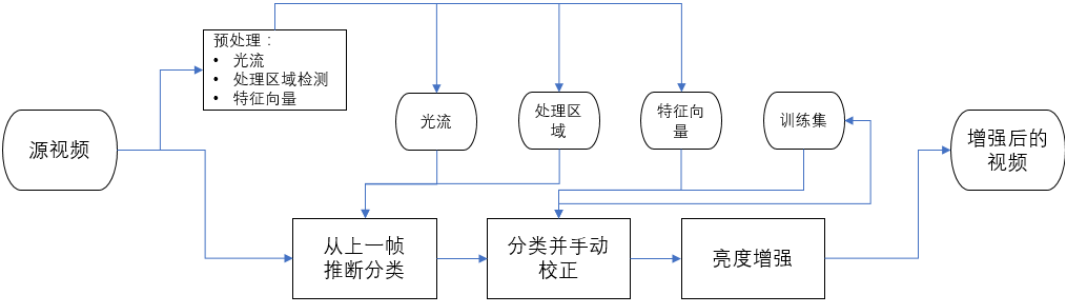 预处理：
• 光流
• 处理区域检测
• 特征向量
源视频
光流
处理区
域
特征向
量
训练集
增强后的
视频
从上一帧
推断分类
分类并手动
校正
亮度增强